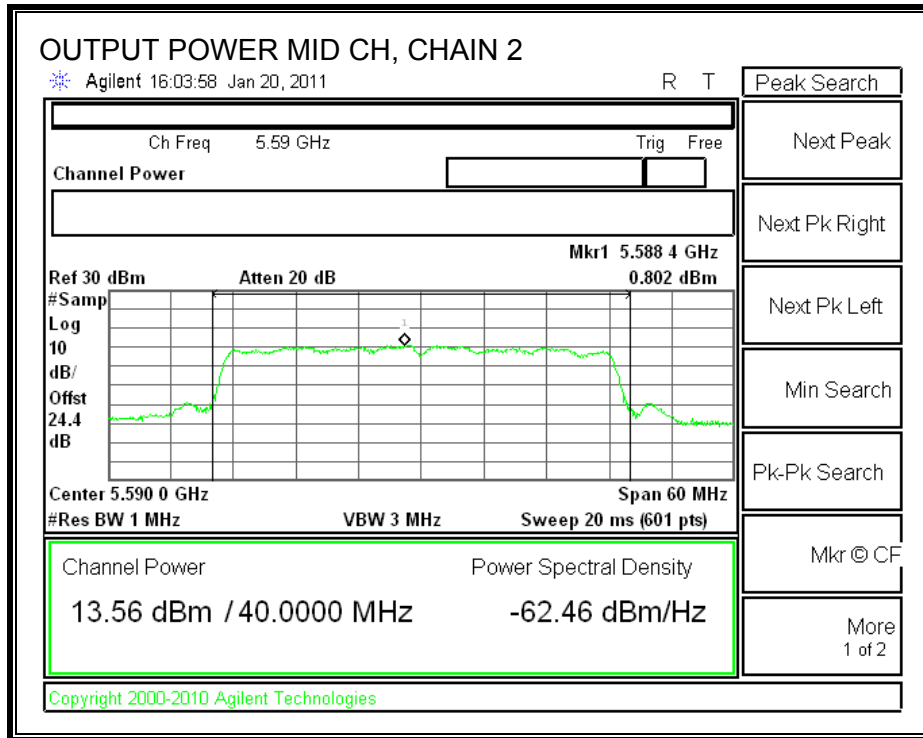 OUTPUT POWER MID CH, CHAIN 2
Agilent 16:03:58 Jan 20, 2011 R T
Peak Search
Ch Freq 5.59 GHz Trig Free
Channel Power
Mkr1 5.588 4 GHz
Ref 30 dBm Atten 20 dB 0.802 dBm
#Samp
Log
10
dB/
Offst
24.4
dB
1
Center 5.590 0 GHz Span 60 MHz
#Res BW 1 MHz VBW 3 MHz Sweep 20 ms (601 pts)
Channel Power Power Spectral Density
13.56 dBm / 40.0000 MHz -62.46 dBm/Hz
Copyright 2000-2010 Agilent Technologies
Next Peak
Next Pk Right
Next Pk Left
Min Search
Pk-Pk Search
Mkr © CF
More
1 of 2